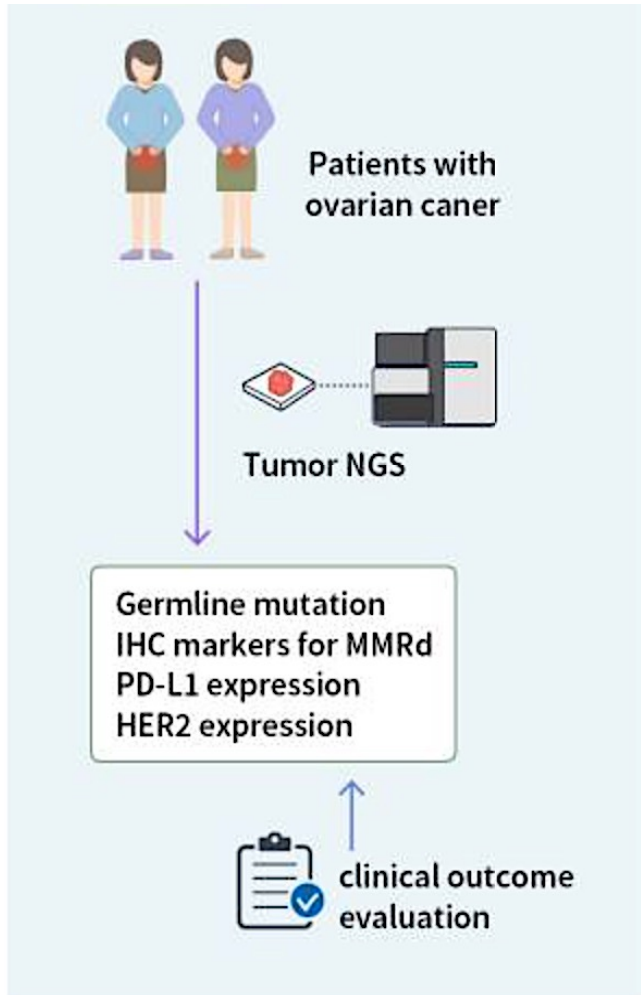 Patients with
ovarian caner
Tumor NGS
Germline mutation
IHC markers for MMRd
PD-L1 expression
HER2 expression
clinical outcome
evaluation